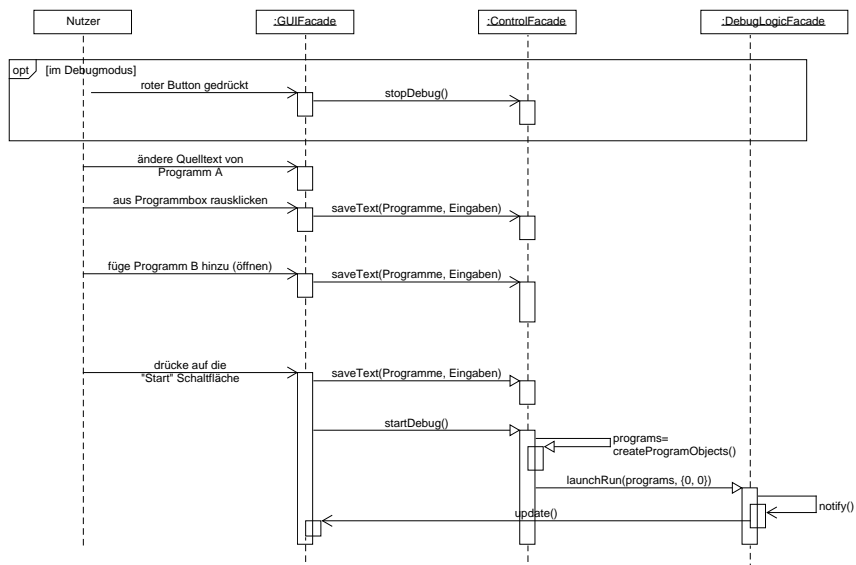 Nutzer
:GUIFacade
:ControlFacade
:DebugLogicFacade
opt
[im Debugmodus]
roter Button gedrückt
stopDebug()
ändere Quelltext von
Programm A
aus Programmbox rausklicken
saveText(Programme, Eingaben)
füge Programm B hinzu (öffnen)
saveText(Programme, Eingaben)
drücke auf die
"Start" Schaltfläche
saveText(Programme, Eingaben)
startDebug()
programs=
createProgramObjects()
launchRun(programs, {0, 0})
notify()
update()